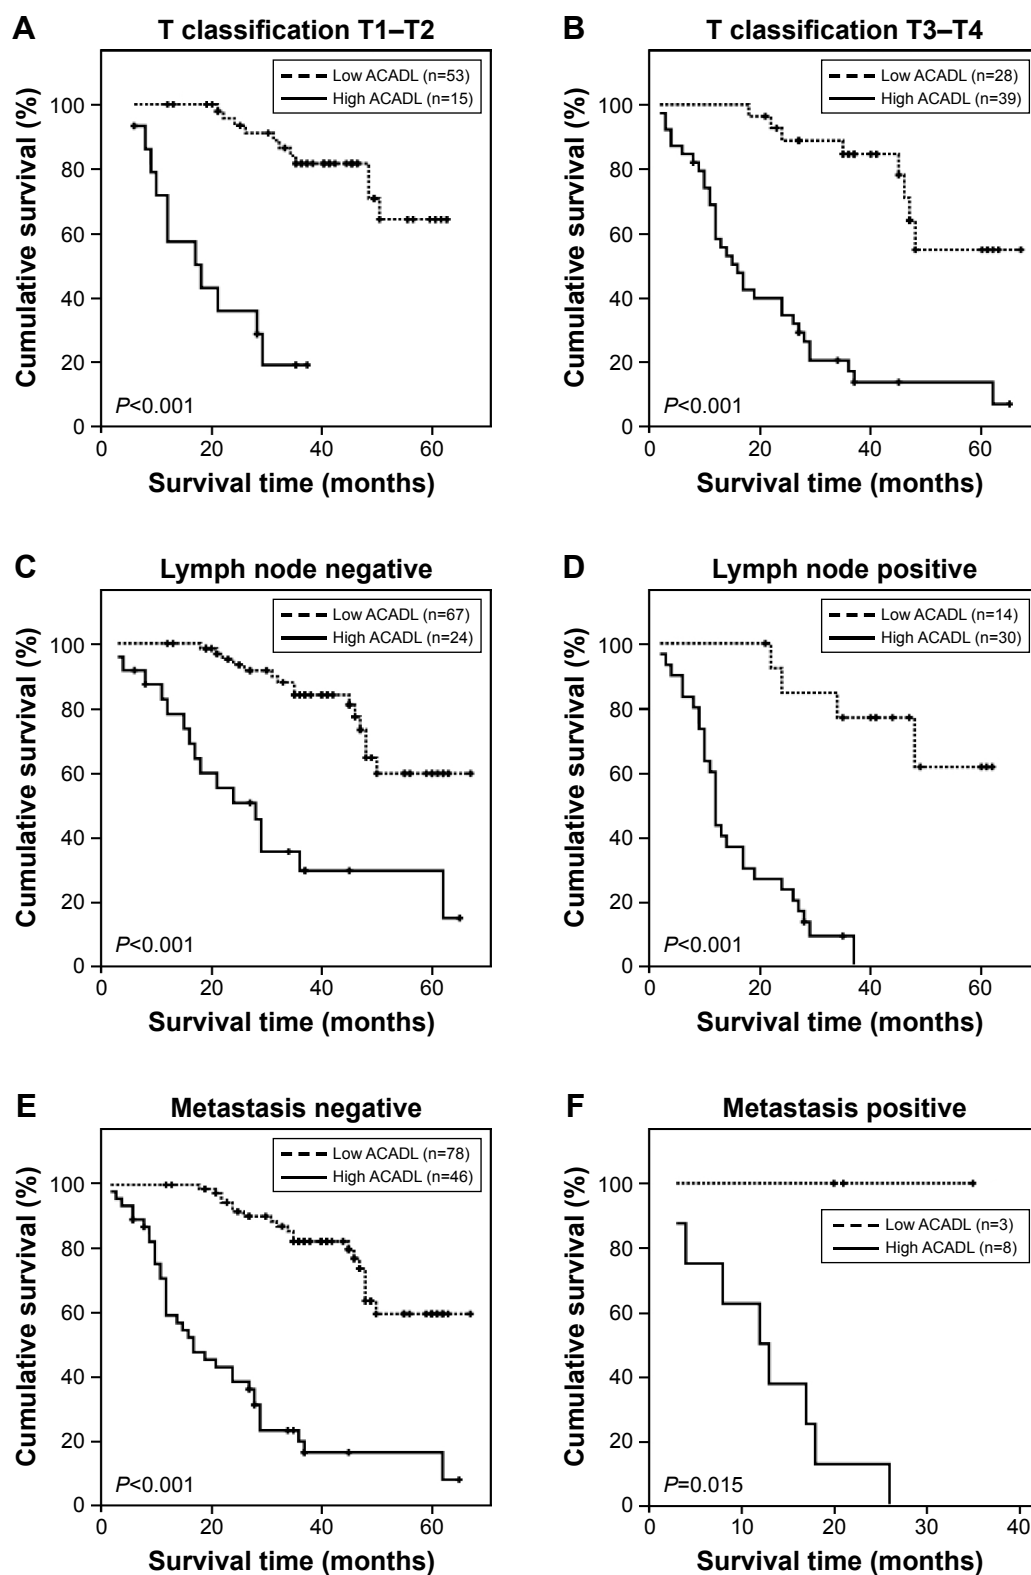 A
T classification T1–T2
Low ACADL (n=53)
High ACADL (n=15)
Cumulative survival (%)
100
80
60
40
20
0
P<0.001
0 20 40 60
Survival time (months)
B
T classification T3–T4
Low ACADL (n=28)
High ACADL (n=39)
Cumulative survival (%)
100
80
60
40
20
0
P<0.001
0 20 40 60
Survival time (months)
C
Lymph node negative
Low ACADL (n=67)
High ACADL (n=24)
Cumulative survival (%)
100
80
60
40
20
0
P<0.001
0 20 40 60
Survival time (months)
D
Lymph node positive
Low ACADL (n=14)
High ACADL (n=30)
Cumulative survival (%)
100
80
60
40
20
0
P<0.001
0 20 40 60
Survival time (months)
E
Metastasis negative
Low ACADL (n=78)
High ACADL (n=46)
Cumulative survival (%)
100
80
60
40
20
0
P<0.001
0 20 40 60
Survival time (months)
F
Metastasis positive
Low ACADL (n=3)
High ACADL (n=8)
Cumulative survival (%)
100
80
60
40
20
0
P=0.015
0 10 20 30 40
Survival time (months)